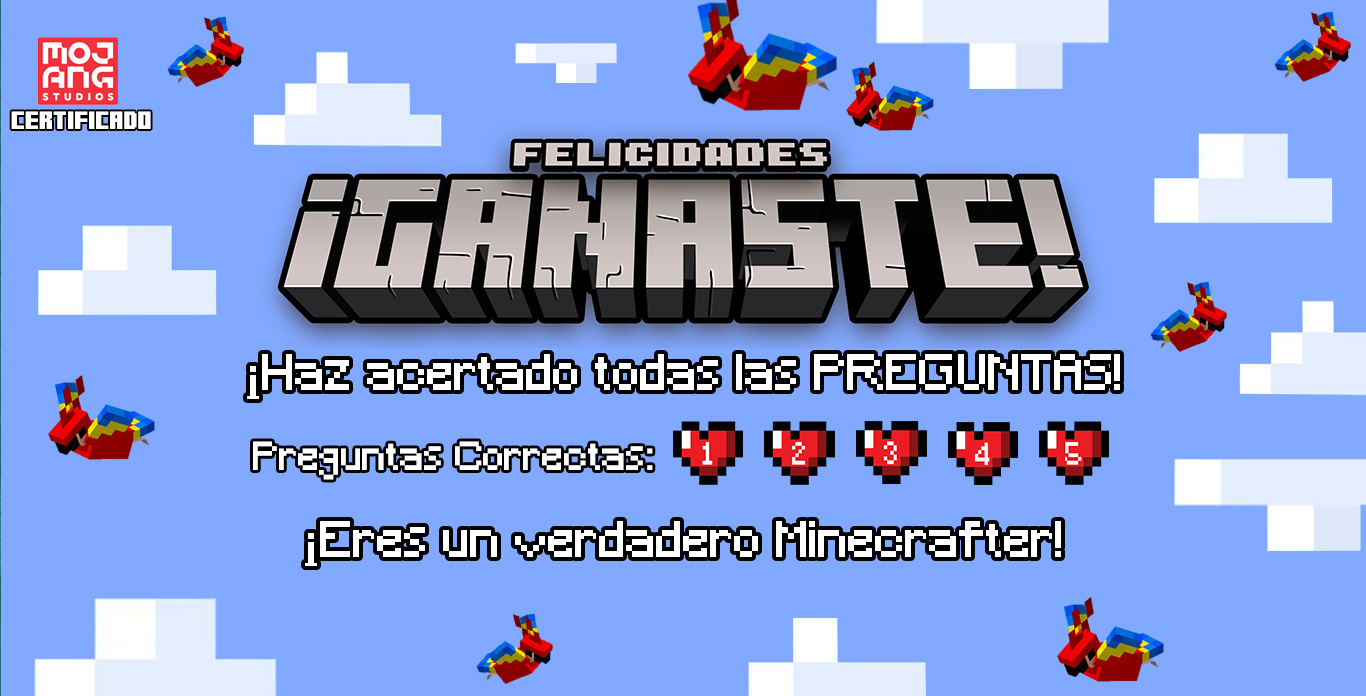 MOJ
ANG
STUDIOS
CERTIFICADO
FELICIDADES
¡GANASTE!
¡Haz acertado todas las PREGUNTAS!
Preguntas Correctas: 1 2 3 4 5
¡Eres un verdadero Minecrafter!